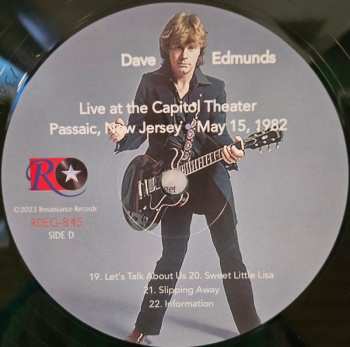 Dave Edmunds
Live at the Capitol Theater
Passaic, New Jersey - May 15, 1982
©2023 Renaissance Records
SIDE D
19. Let's Talk About Us 20. Sweet Little Lisa
21. Slipping Away
22. Information